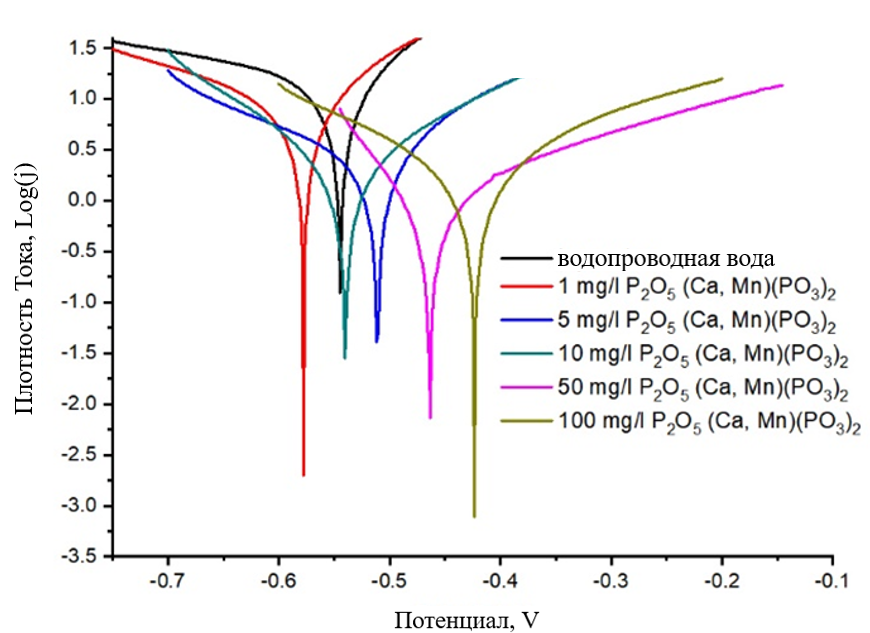 Плотность Тока, Log(j)
1.5
1.0
0.5
0.0
-0.5
-1.0
-1.5
-2.0
-2.5
-3.0
-3.5
водопроводная вода
1 mg/l P₂O₅ (Ca, Mn)(PO₃)₂
5 mg/l P₂O₅ (Ca, Mn)(PO₃)₂
10 mg/l P₂O₅ (Ca, Mn)(PO₃)₂
50 mg/l P₂O₅ (Ca, Mn)(PO₃)₂
100 mg/l P₂O₅ (Ca, Mn)(PO₃)₂
-0.7 -0.6 -0.5 -0.4 -0.3 -0.2 -0.1
Потенциал, V